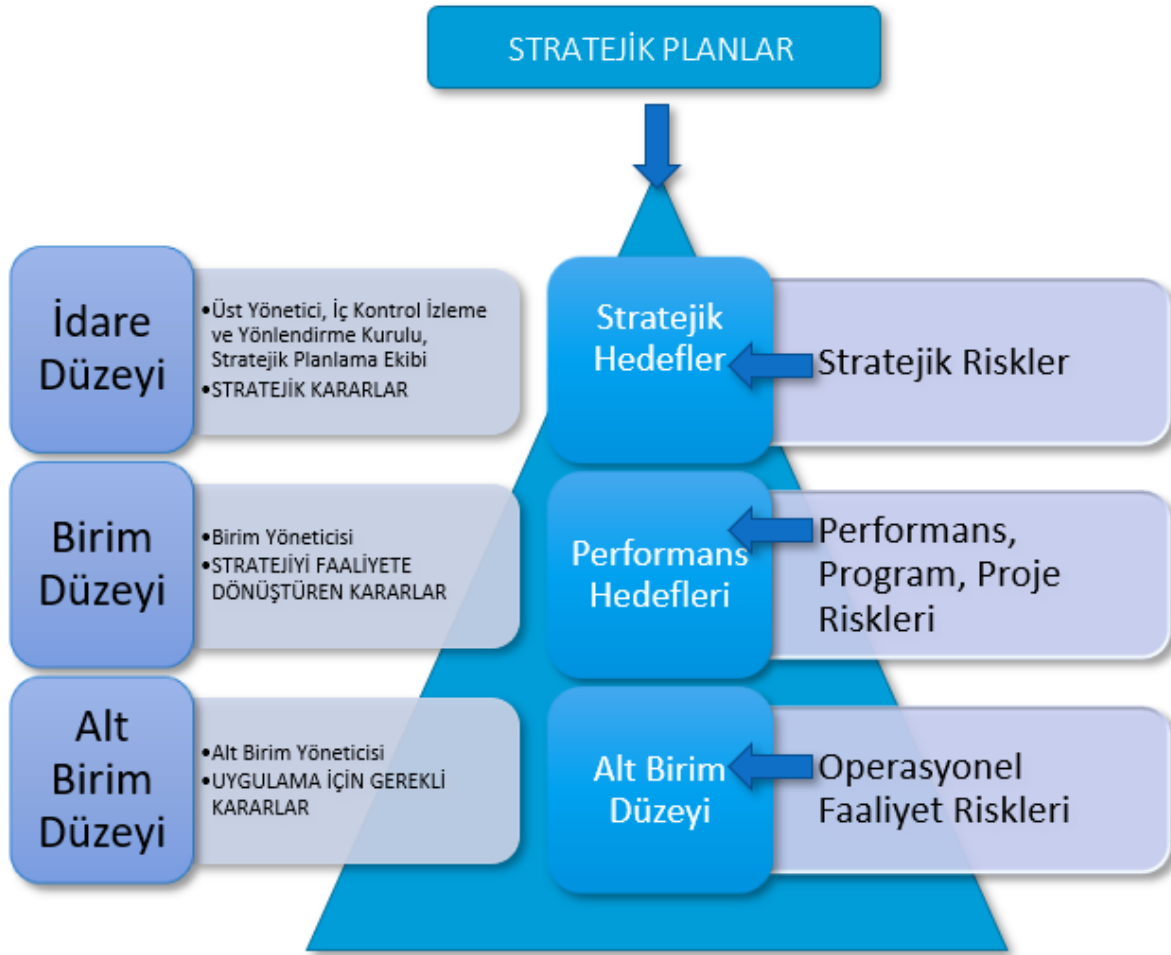 STRATEJİK PLANLAR
İdare
Düzeyi
•Üst Yönetici, İç Kontrol İzleme
ve Yönlendirme Kurulu,
Stratejik Planlama Ekibi
•STRATEJİK KARARLAR
Stratejik
Hedefler
Stratejik Riskler
Birim
Düzeyi
•Birim Yöneticisi
•STRATEJİYİ FAALİYETE
DÖNÜŞTÜREN KARARLAR
Performans
Hedefleri
Performans,
Program, Proje
Riskleri
Alt
Birim
Düzeyi
•Alt Birim Yöneticisi
•UYGULAMA İÇİN GEREKLİ
KARARLAR
Alt Birim
Düzeyi
Operasyonel
Faaliyet Riskleri